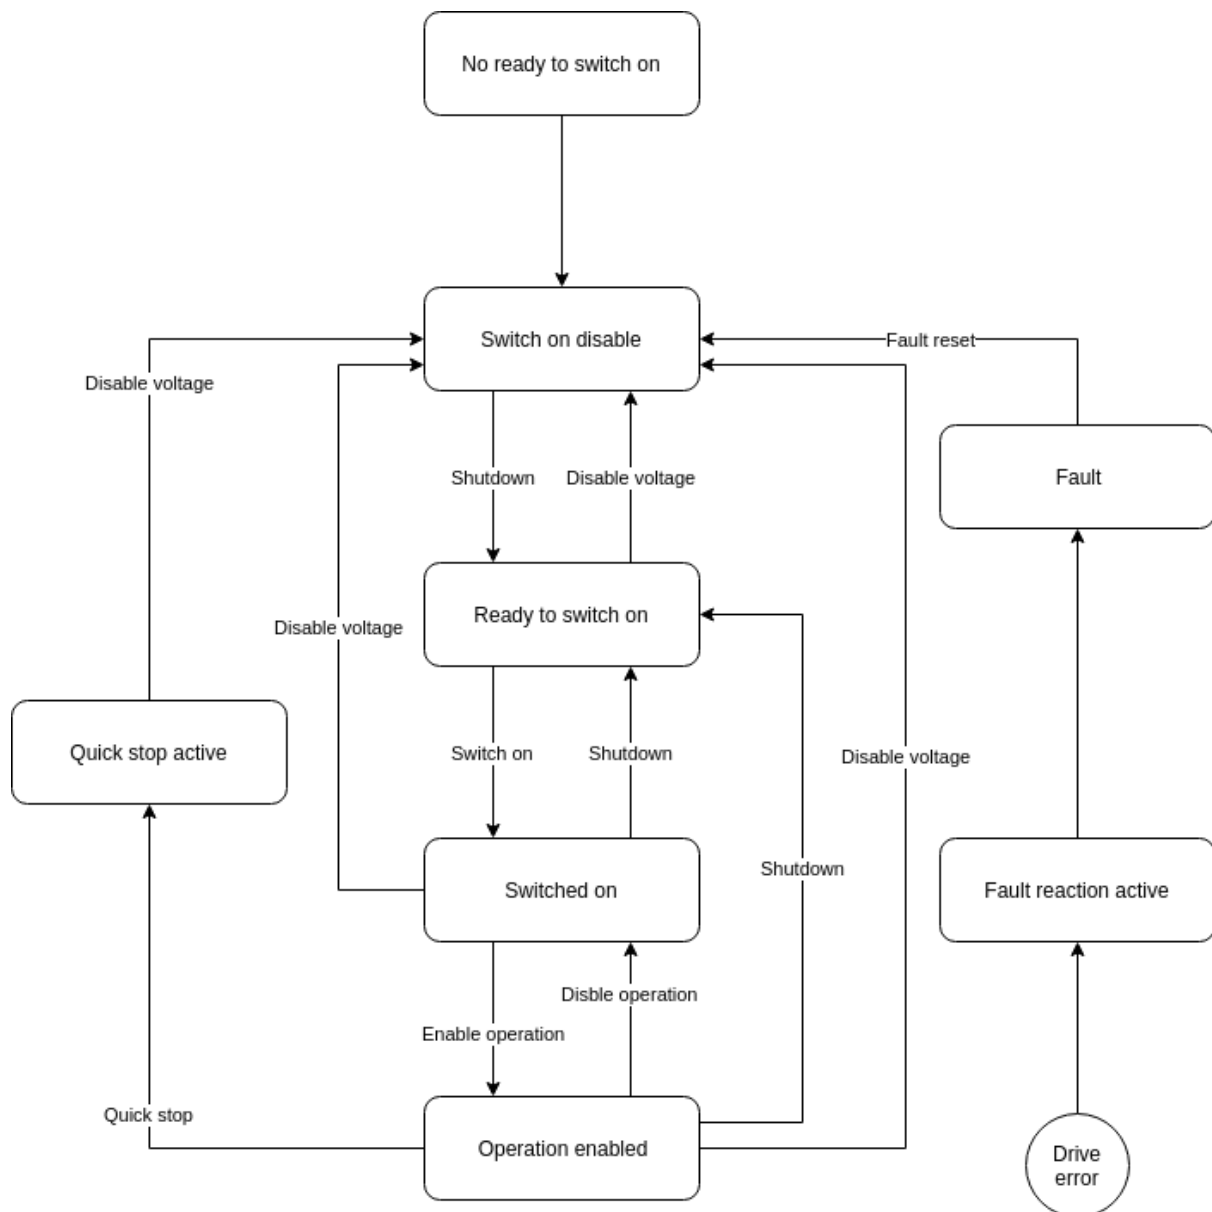 No ready to switch on
Switch on disable
Fault reset
Disable voltage
Shutdown
Disable voltage
Fault
Ready to switch on
Disable voltage
Quick stop active
Switch on
Shutdown
Disable voltage
Shutdown
Switched on
Fault reaction active
Disble operation
Enable operation
Quick stop
Operation enabled
Drive
error